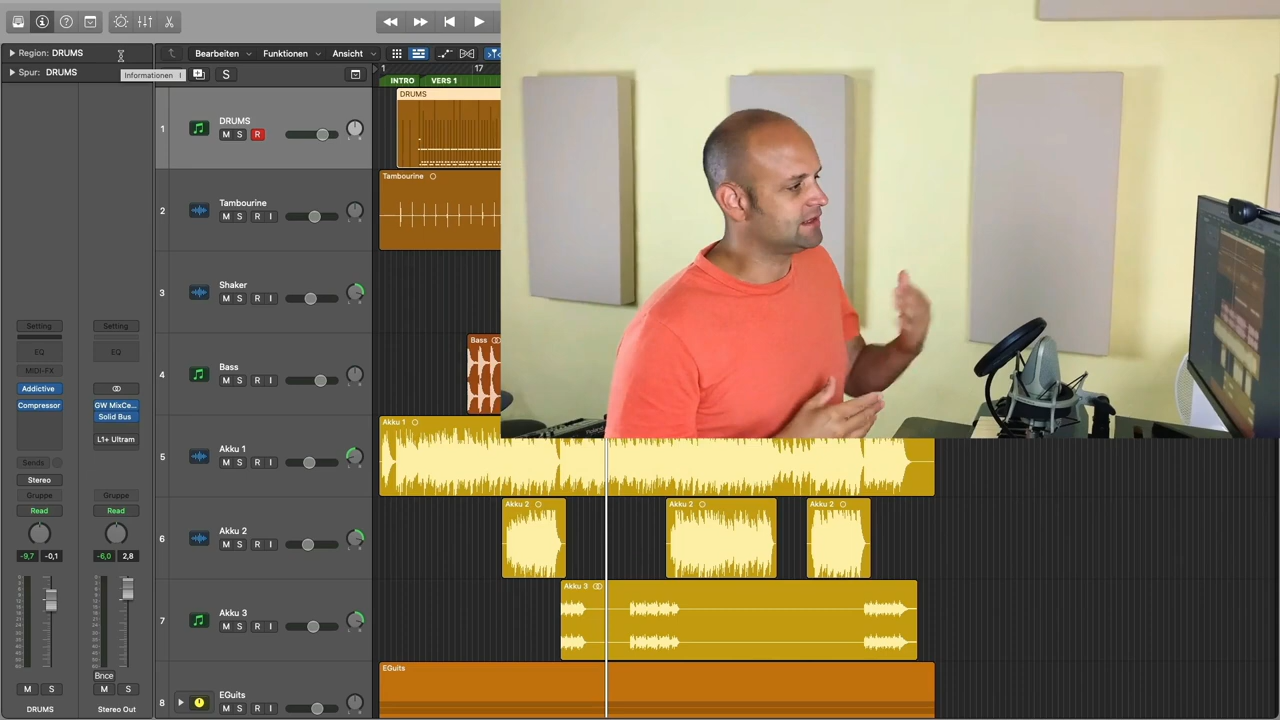 Region: DRUMS
Spur: DRUMS
Informationen I
Bearbeiten
Funktionen
Ansicht
S
1
17
INTRO
VERS 1
1
DRUMS
M S R
DRUMS
2
Tambourine
M S R I
Tambourine
3
Shaker
M S R I
4
Bass
M S R I
Bass
5
Akku 1
M S R I
Akku 1
6
Akku 2
M S R I
Akku 2
Akku 2
Akku 2
7
Akku 3
M S R I
Akku 3
8
EGuits
M S R I
EGuits
Setting
EQ
MIDI-FX
Addictive
Compressor
Sends
Stereo
Gruppe
Read
-9,7 -0,1
M S
DRUMS
Setting
EQ
GW MixCe...
Solid Bus
L1+ Ultram
Gruppe
Read
-6,0 2,8
Bnce
M S
Stereo Out